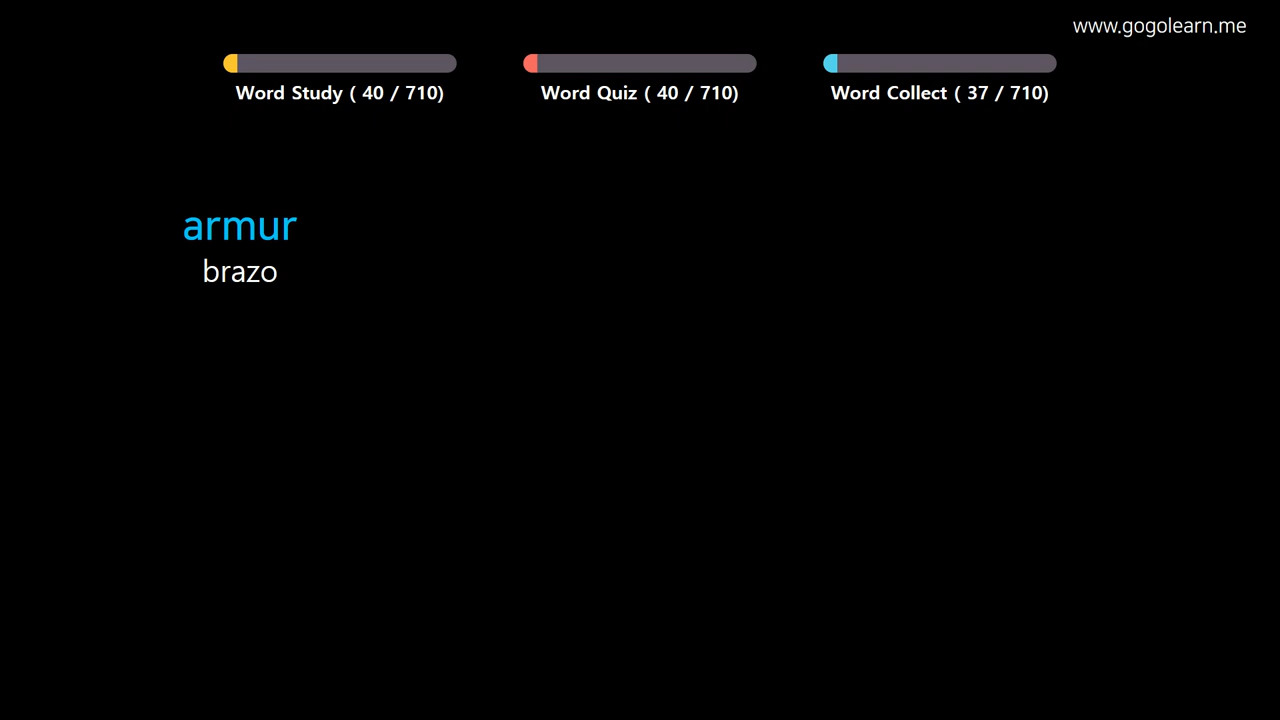 www.gogolearn.me
Word Study ( 40 / 710)
Word Quiz ( 40 / 710)
Word Collect ( 37 / 710)
armur
brazo